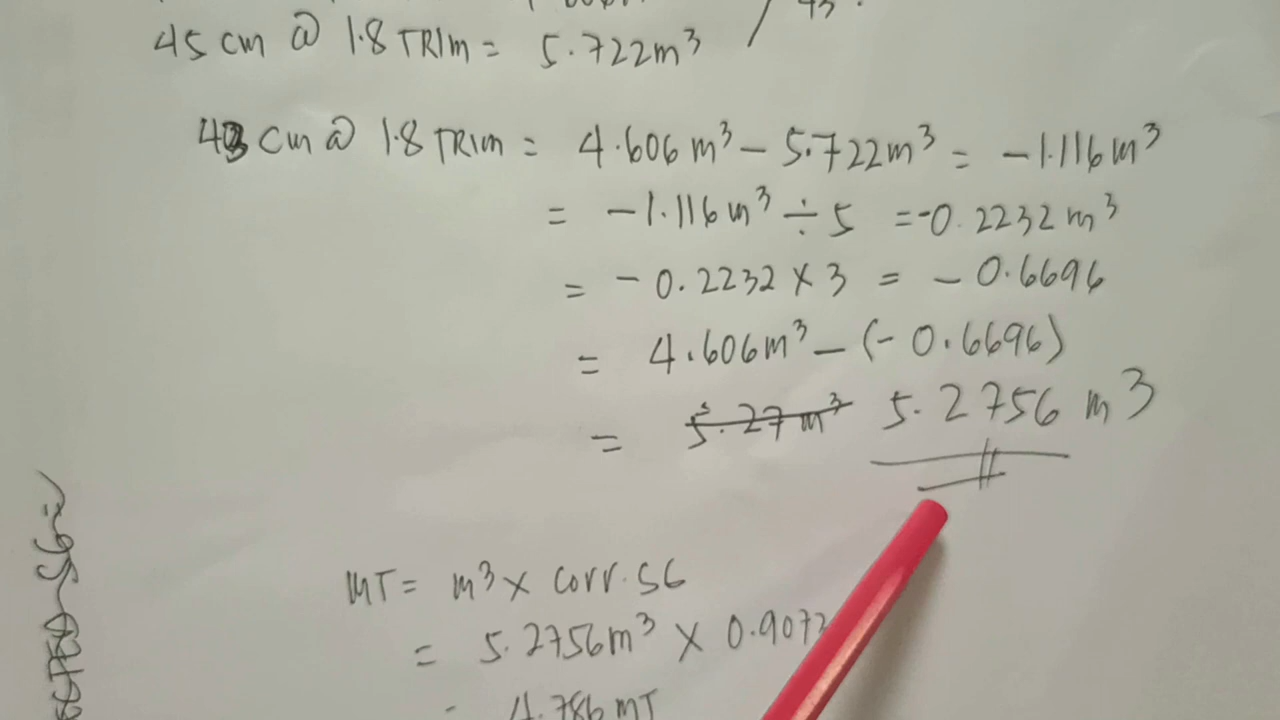 45 cm @ 1.8 TRIM = 5.722m³
43 cm @ 1.8 TRIM = 4.606 m³ - 5.722m³ = -1.116m³
= -1.116m³ ÷ 5 = -0.2232 m³
= -0.2232 × 3 = -0.6696
= 4.606m³ - (-0.6696)
= 5.27m³ 5.2756 m³
MT = m³ × corr. SG
= 5.2756m³ × 0.9072
= 4.786 MT